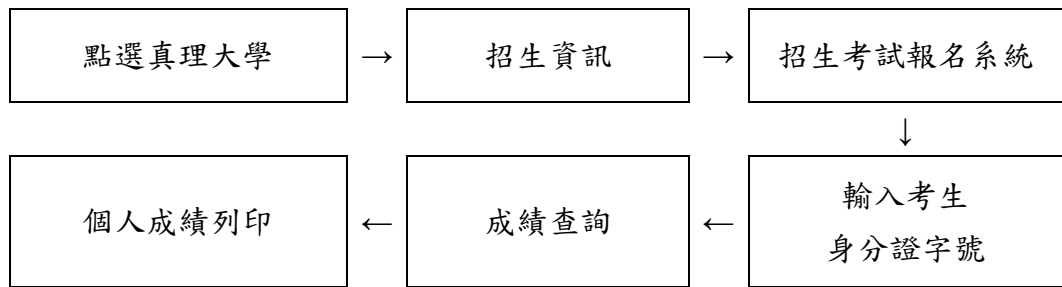 點選真理大學 → 招生資訊 → 招生考試報名系統
↓
個人成績列印 ← 成績查詢 ← 輸入考生
身分證字號